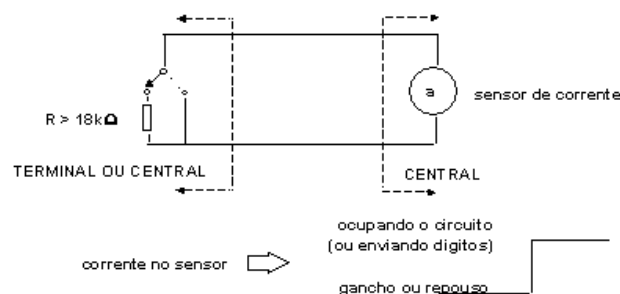 a
sensor de corrente
R > 18kΩ
TERMINAL OU CENTRAL
CENTRAL
ocupando o circuito
(ou enviando digitos)
corrente no sensor
gancho ou repouso